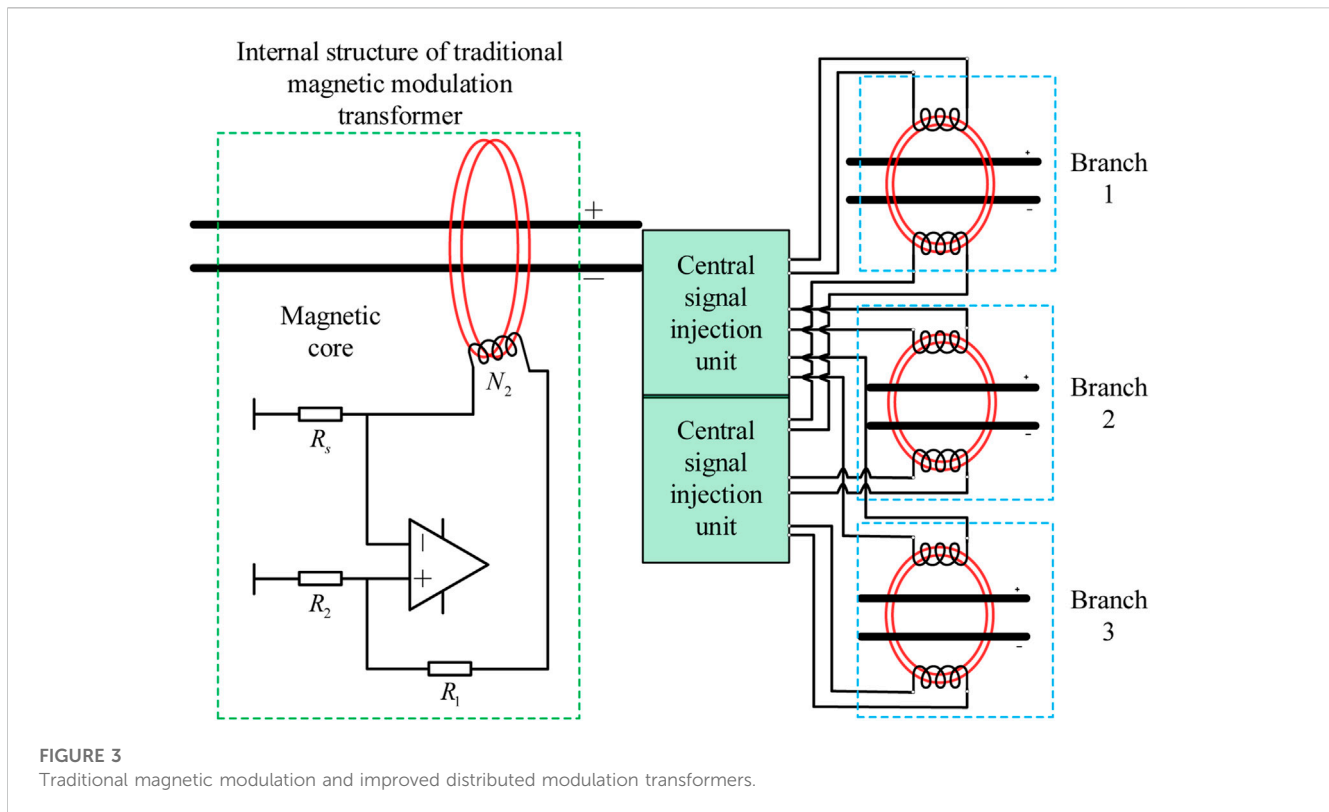 Internal structure of traditional
magnetic modulation
transformer
+
—
Magnetic
core
N₂
Rₛ
R₂
R₁
−
+
Central
signal
injection
unit
Central
signal
injection
unit
+
-
Branch
1
+
-
Branch
2
+
-
Branch
3
FIGURE 3
Traditional magnetic modulation and improved distributed modulation transformers.